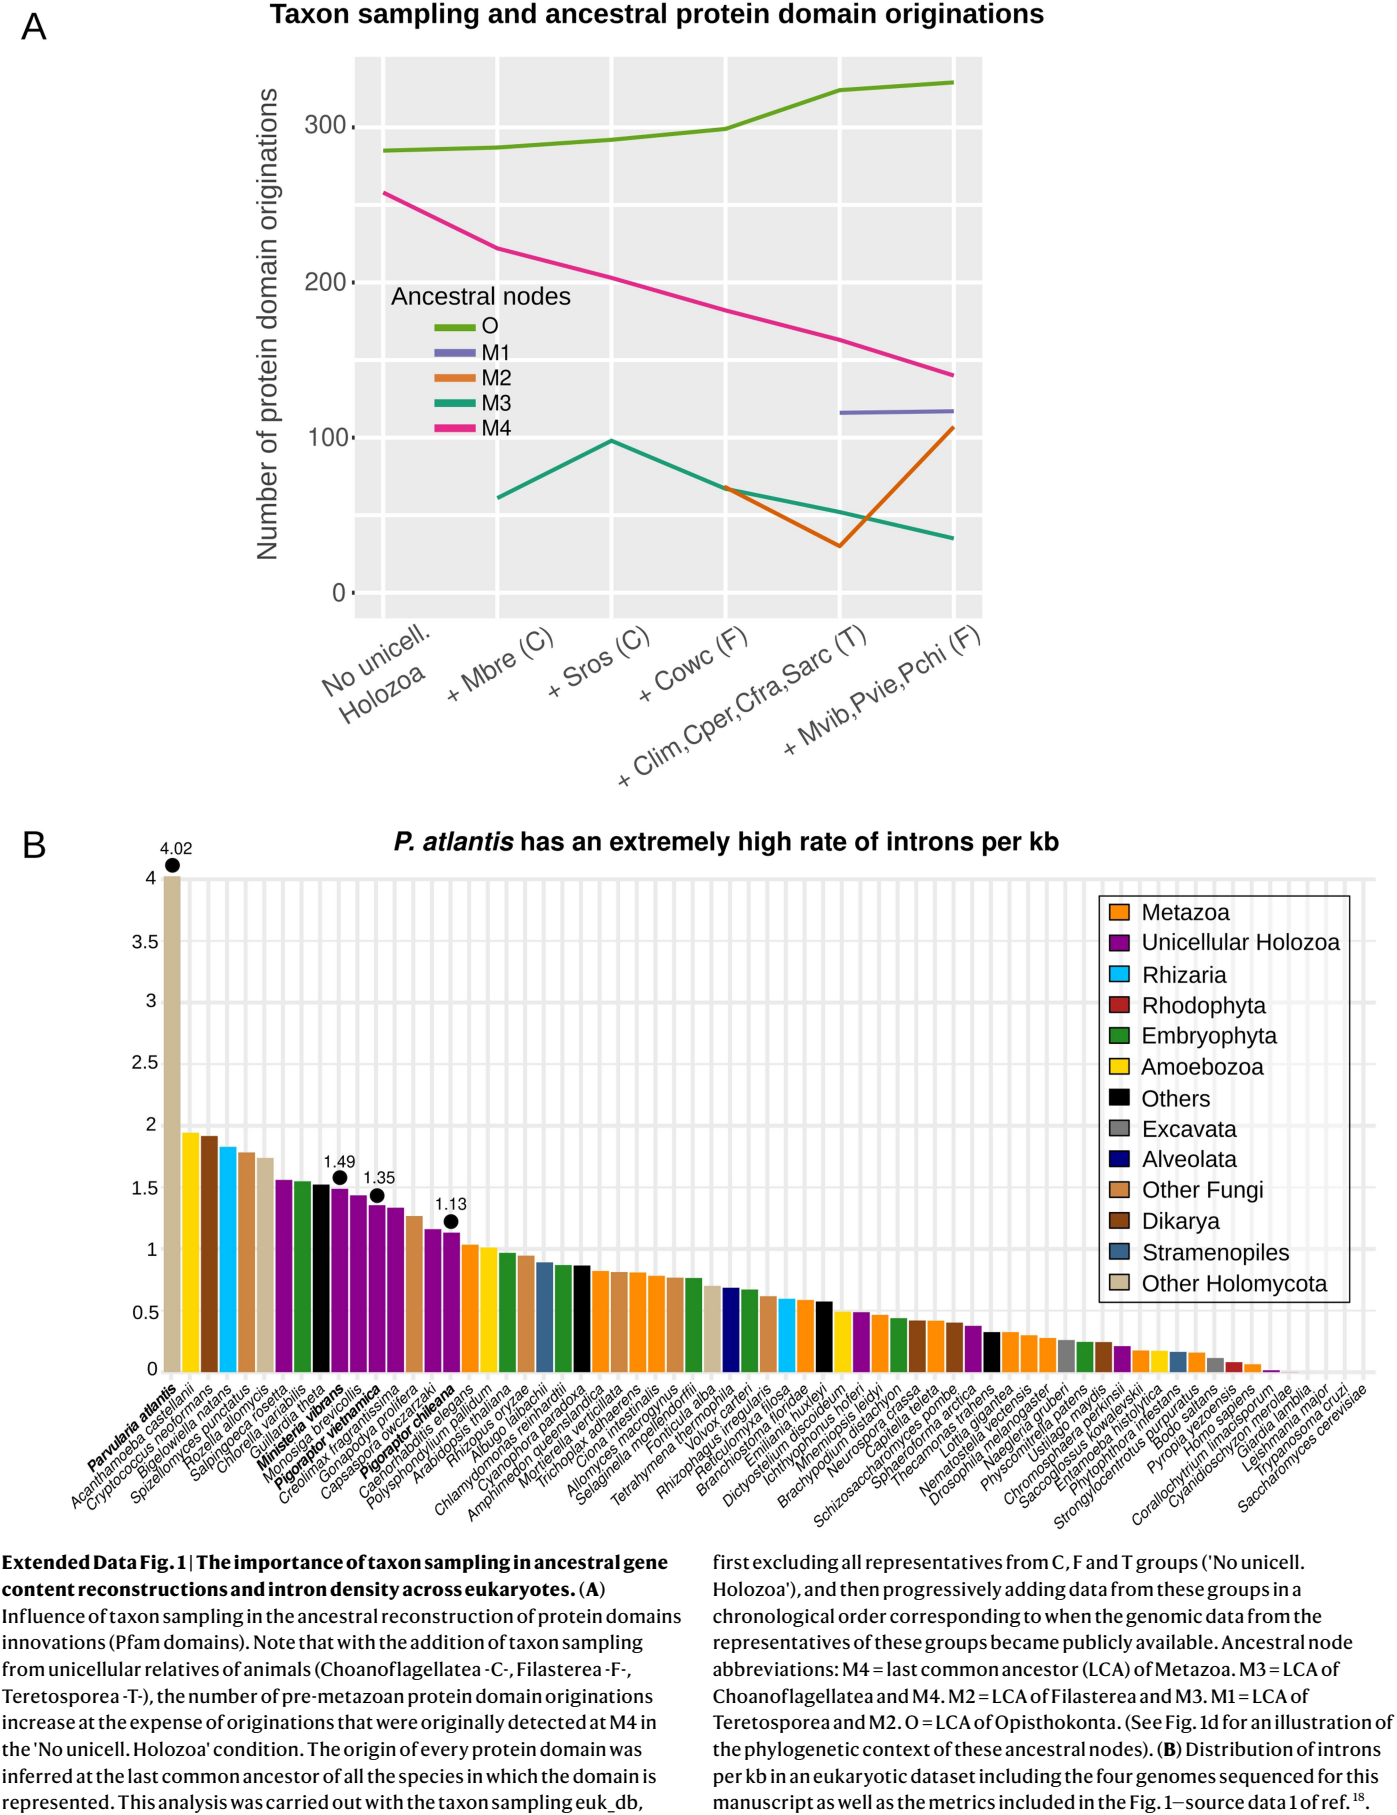 A
Taxon sampling and ancestral protein domain originations
Number of protein domain originations
300
200
100
0
Ancestral nodes
O
M1
M2
M3
M4
No unicell.
Holozoa
+ Mbre (C)
+ Sros (C)
+ Cowc (F)
+ Clim,Cper,Cfra,Sarc (T)
+ Mvib,Pvie,Pchi (F)
B
P. atlantis has an extremely high rate of introns per kb
4.02
1.49
1.35
1.13
4
3.5
3
2.5
2
1.5
1
0.5
0
Metazoa
Unicellular Holozoa
Rhizaria
Rhodophyta
Embryophyta
Amoebozoa
Others
Excavata
Alveolata
Other Fungi
Dikarya
Stramenopiles
Other Holomycota
Parvularia atlantis
Acanthamoeba castellanii
Cryptococcus neoformans
Bigelowiella natans
Spizellomyces punctatus
Rozella allomycis
Salpingoeca rosetta
Chlorella variabilis
Guillardia theta
Ministeria vibrans
Monosiga brevicollis
Pigoraptor vietnamica
Creolimax fragrantissima
Gonapodya prolifera
Capsaspora owczarzaki
Pigoraptor chileana
Caenorhabditis elegans
Polysphondylium pallidum
Arabidopsis thaliana
Rhizopus oryzae
Albugo laibachii
Chlamydomonas reinhardtii
Cyanophora paradoxa
Amphimedon queenslandica
Mortierella verticillata
Trichoplax adhaerens
Ciona intestinalis
Allomyces macrogynus
Selaginella moellendorffii
Fonticula alba
Tetrahymena thermophila
Volvox carteri
Rhizophagus irregularis
Reticulomyxa filosa
Branchiostoma floridae
Emiliania huxleyi
Dictyostelium discoideum
Ichthyophonus hoferi
Mnemiopsis leidyi
Brachypodium distachyon
Neurospora crassa
Capitella teleta
Schizosaccharomyces pombe
Sphaeroforma arctica
Thecamonas trahens
Lottia gigantea
Nematostella vectensis
Drosophila melanogaster
Naegleria gruberi
Physcomitrella patens
Ustilago maydis
Chromosphaera perkinsii
Saccoglossus kowalevskii
Entamoeba histolytica
Phytophthora infestans
Strongylocentrotus purpuratus
Bodo saltans
Pyropia yezoensis
Homo sapiens
Corallochytrium limacisporum
Cyanidioschyzon merolae
Giardia lamblia
Leishmania major
Trypanosoma cruzi
Saccharomyces cerevisiae
Extended Data Fig. 1 | The importance of taxon sampling in ancestral gene
content reconstructions and intron density across eukaryotes. (A)
Influence of taxon sampling in the ancestral reconstruction of protein domains
innovations (Pfam domains). Note that with the addition of taxon sampling
from unicellular relatives of animals (Choanoflagellatea -C-, Filasterea -F-,
Teretosporea -T-), the number of pre-metazoan protein domain originations
increase at the expense of originations that were originally detected at M4 in
the 'No unicell. Holozoa' condition. The origin of every protein domain was
inferred at the last common ancestor of all the species in which the domain is
represented. This analysis was carried out with the taxon sampling euk_db,
first excluding all representatives from C, F and T groups ('No unicell.
Holozoa'), and then progressively adding data from these groups in a
chronological order corresponding to when the genomic data from the
representatives of these groups became publicly available. Ancestral node
abbreviations: M4 = last common ancestor (LCA) of Metazoa. M3 = LCA of
Choanoflagellatea and M4. M2 = LCA of Filasterea and M3. M1 = LCA of
Teretosporea and M2. O = LCA of Opisthokonta. (See Fig. 1d for an illustration of
the phylogenetic context of these ancestral nodes). (B) Distribution of introns
per kb in an eukaryotic dataset including the four genomes sequenced for this
manuscript as well as the metrics included in the Fig. 1–source data 1 of ref. 18.